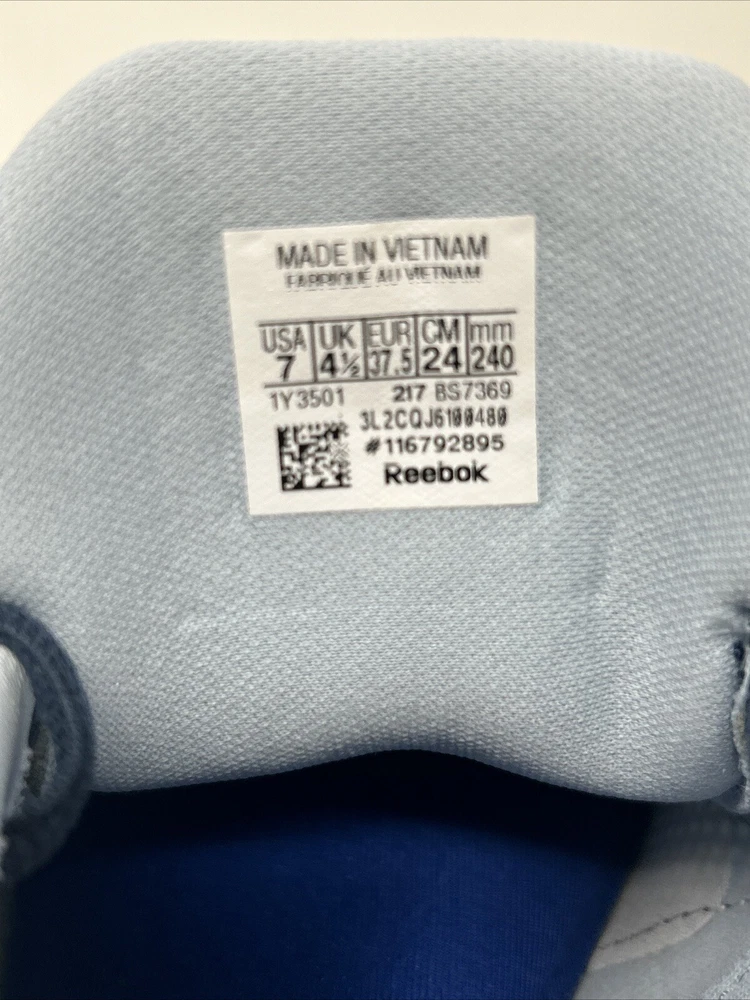 MADE IN VIETNAM
FABRIQUÉ AU VIETNAM
USA UK EUR CM mm
7 4½ 37.5 24 240
1Y3501 217 BS7369
3L2CQJ6100480
#116792895
Reebok